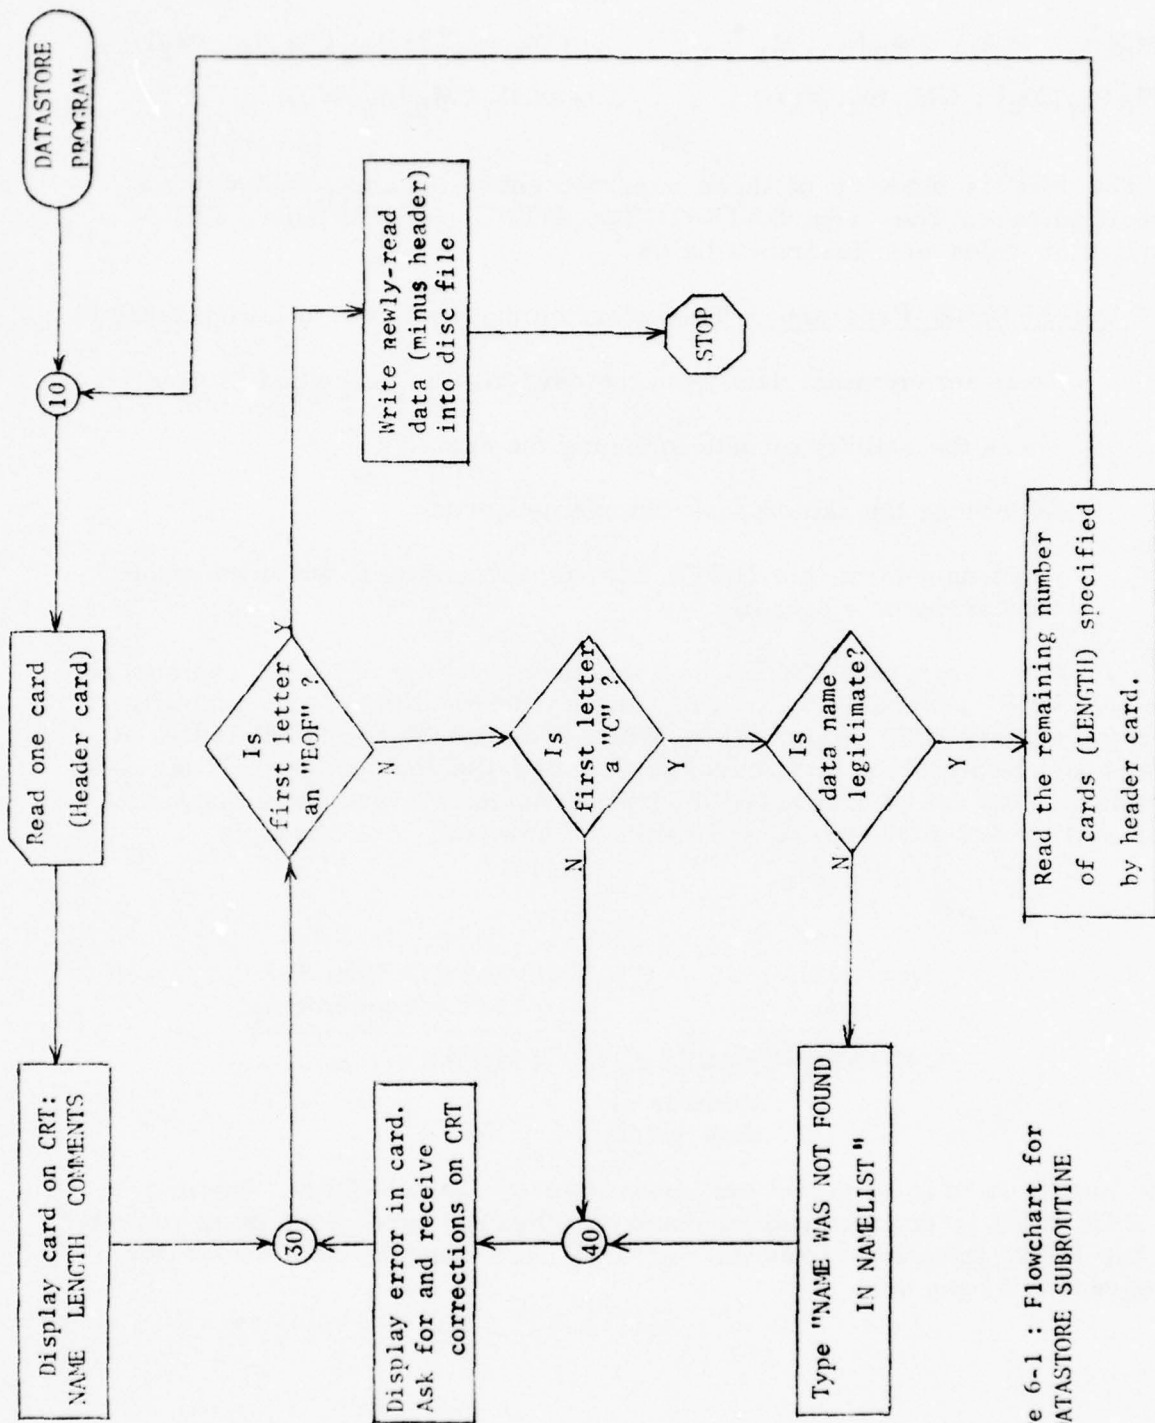 DATASTORE
PROGRAM
10
Read one card
(Header card)
Display card on CRT:
NAME LENGTH COMMENTS
30
Is
first letter
an "EOF" ?
Y
N
Write newly-read
data (minus header)
into disc file
STOP
Is
first letter
a "C" ?
N
Y
Display error in card.
Ask for and receive
corrections on CRT
40
Is
data name
legitimate?
N
Y
Type "NAME WAS NOT FOUND
IN NAMELIST"
Read the remaining number
of cards (LENGTH) specified
by header card.
e 6-1 : Flowchart for
ATASTORE SUBROUTINE